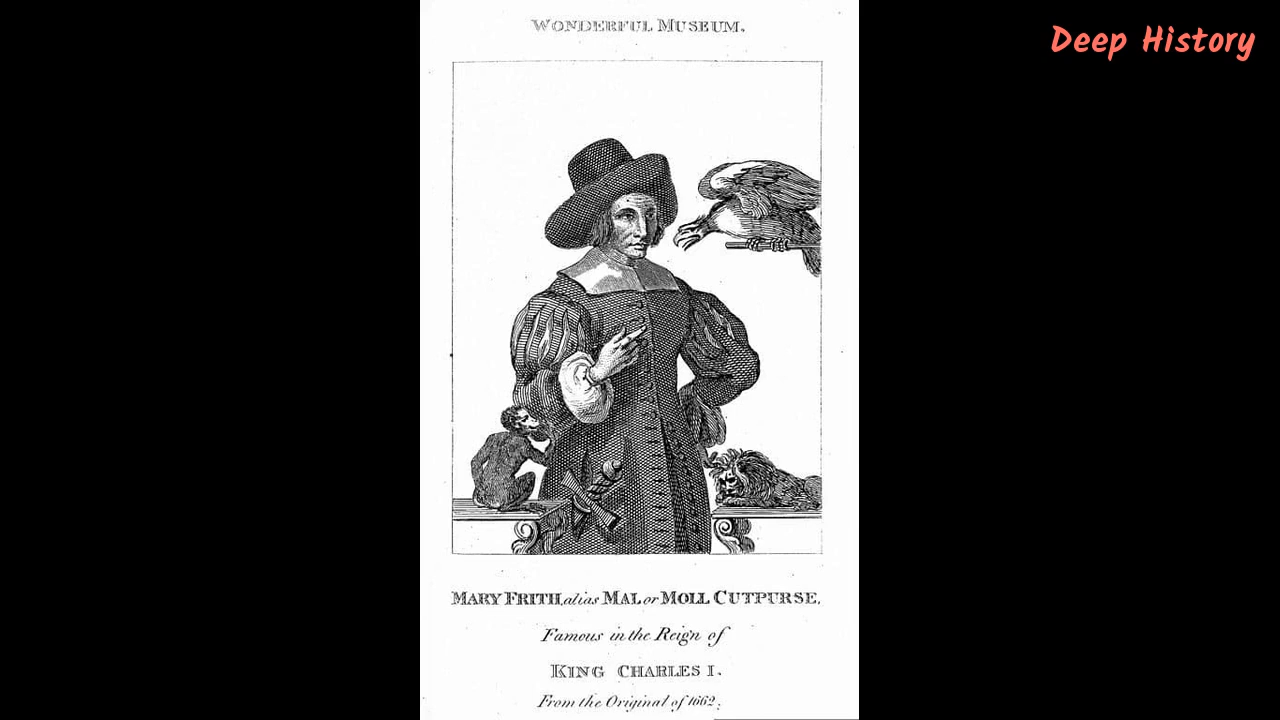 WONDERFUL MUSEUM.
Deep History
MARY FRITH, alias MAL or MOLL CUTPURSE,
Famous in the Reign of
KING CHARLES I.
From the Original of 1662.